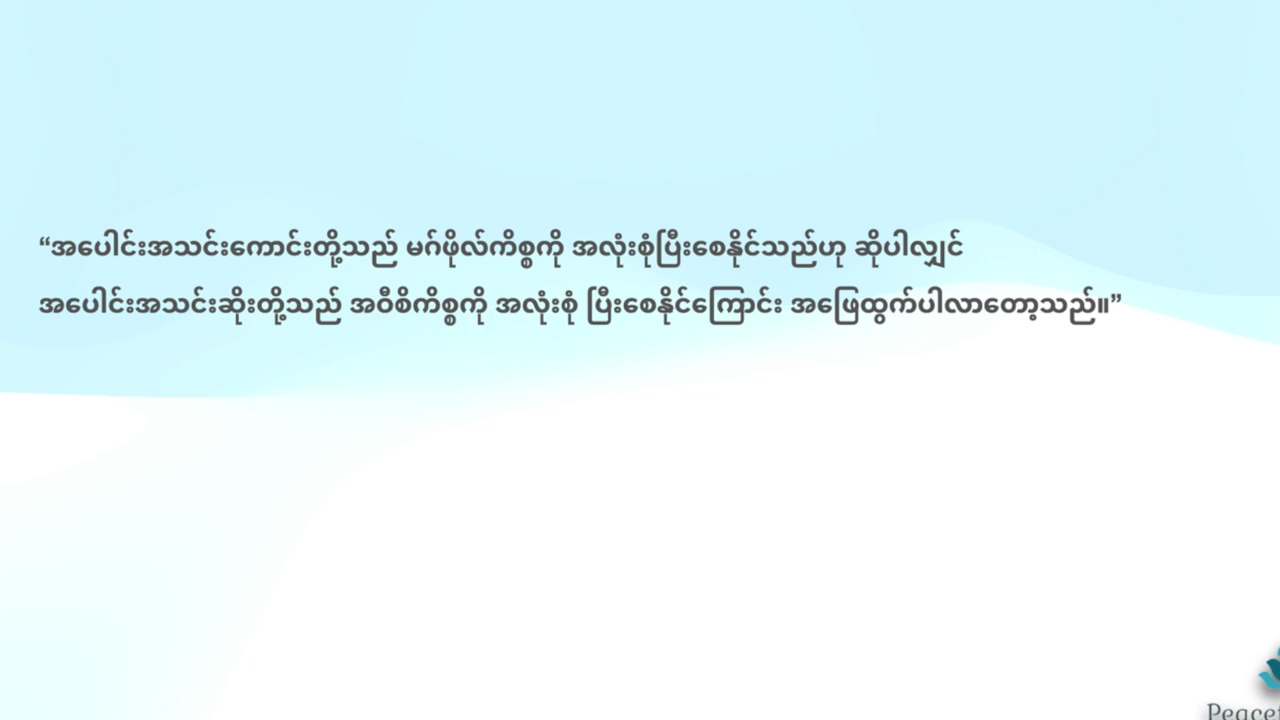 “အပေါင်းအသင်းကောင်းတို့သည် မဂ်ဖိုလ်ကိစ္စကို အလုံးစုံပြီးစေနိုင်သည်ဟု ဆိုပါလျှင်
အပေါင်းအသင်းဆိုးတို့သည် အဝီစိကိစ္စကို အလုံးစုံ ပြီးစေနိုင်ကြောင်း အဖြေထွက်ပါလာတော့သည်။”